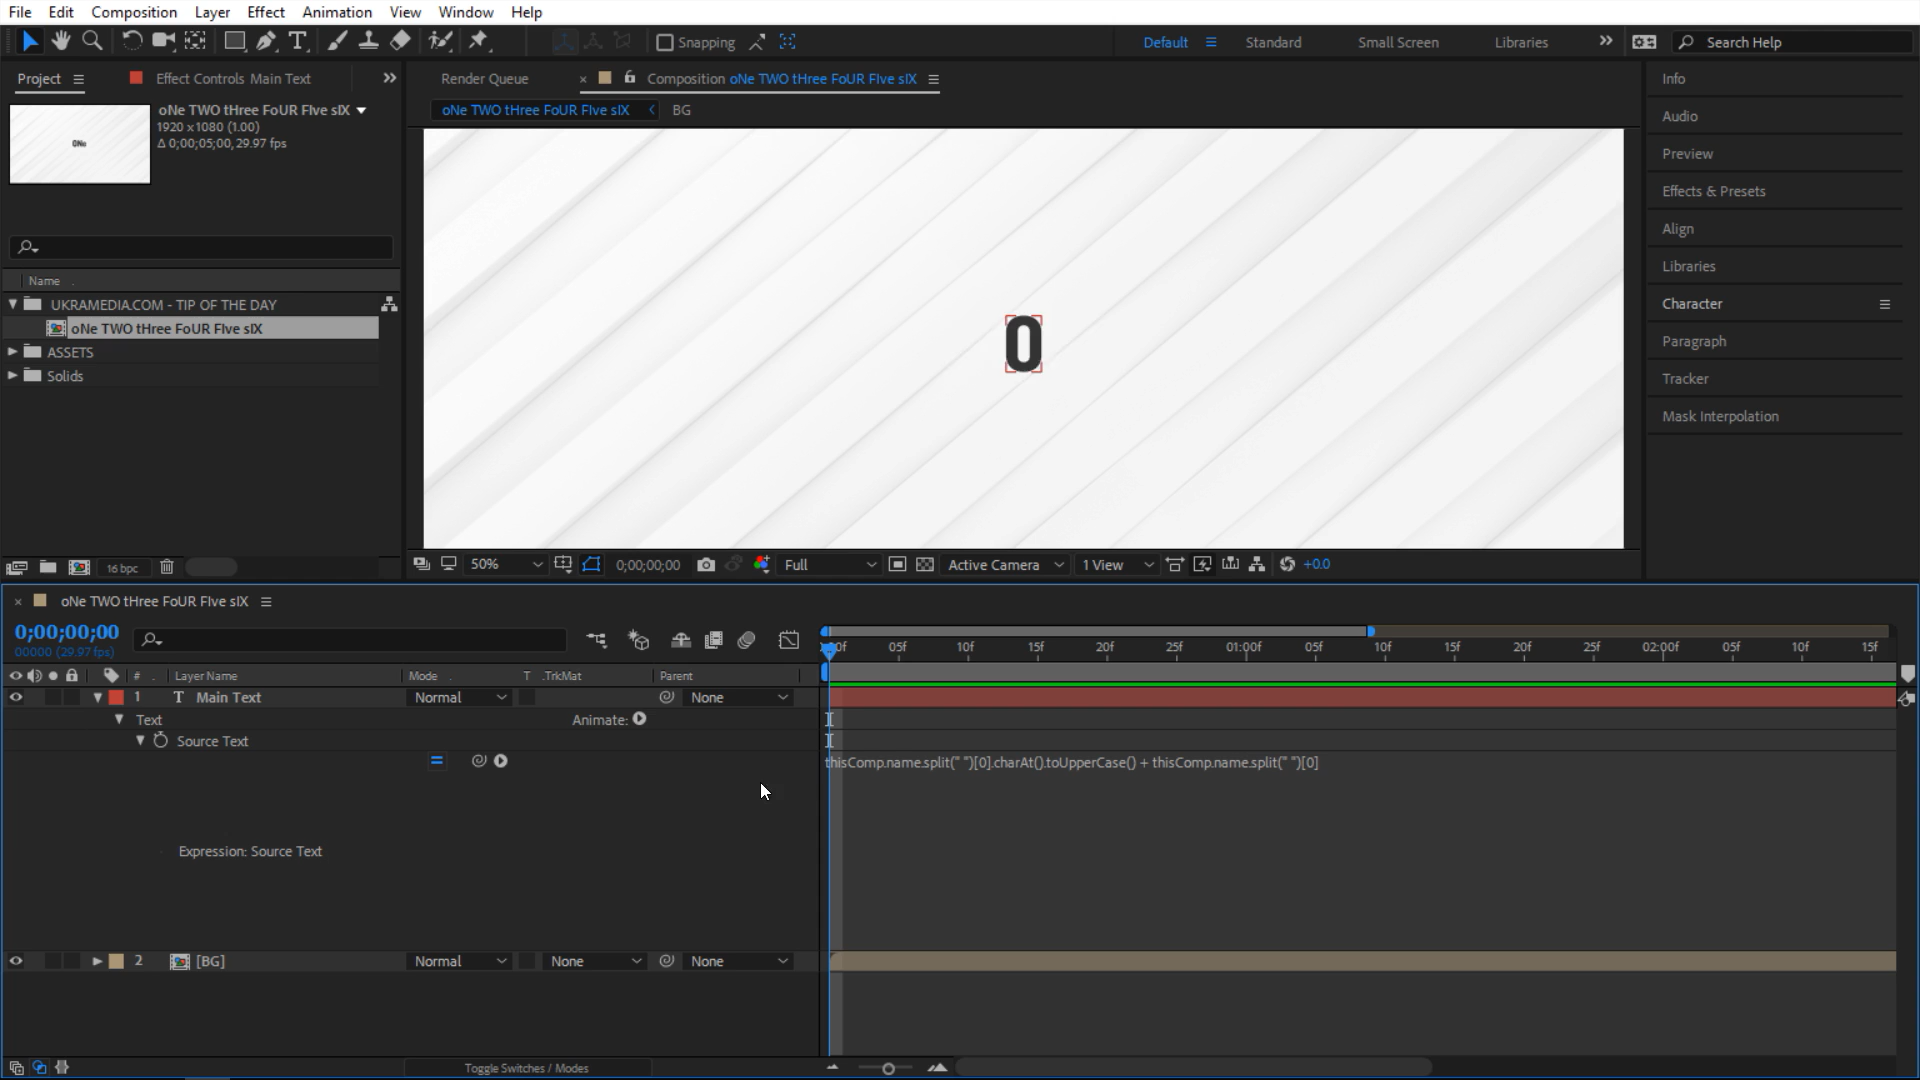 File Edit Composition Layer Effect Animation View Window Help
Snapping Default Standard Small Screen Libraries Search Help
Project Effect Controls Main Text Render Queue Composition oNe TWO tHree FoUR FIve sIX Info
oNe TWO tHree FoUR FIve sIX
1920 x 1080 (1.00)
Δ 0;00;05;00, 29.97 fps
oNe
oNe TWO tHree FoUR FIve sIX BG
Audio
Preview
Effects & Presets
Align
Libraries
Character
Paragraph
Tracker
Mask Interpolation
Name
UKRAMEDIA.COM - TIP OF THE DAY
oNe TWO tHree FoUR FIve sIX
ASSETS
Solids
O
16 bpc 50% 0;00;00;00 Full Active Camera 1 View +0.0
oNe TWO tHree FoUR FIve sIX
0;00;00;00
00000 (29.97 fps)
05f 10f 15f 20f 25f 01:00f 05f 10f 15f 20f 25f 02:00f 05f 10f 15f
# Layer Name Mode T .TrkMat Parent
1 T Main Text Normal None
Text Animate:
Source Text
thisComp.name.split(" ")[0].charAt().toUpperCase() + thisComp.name.split(" ")[0]
Expression: Source Text
2 [BG] Normal None None
Toggle Switches / Modes